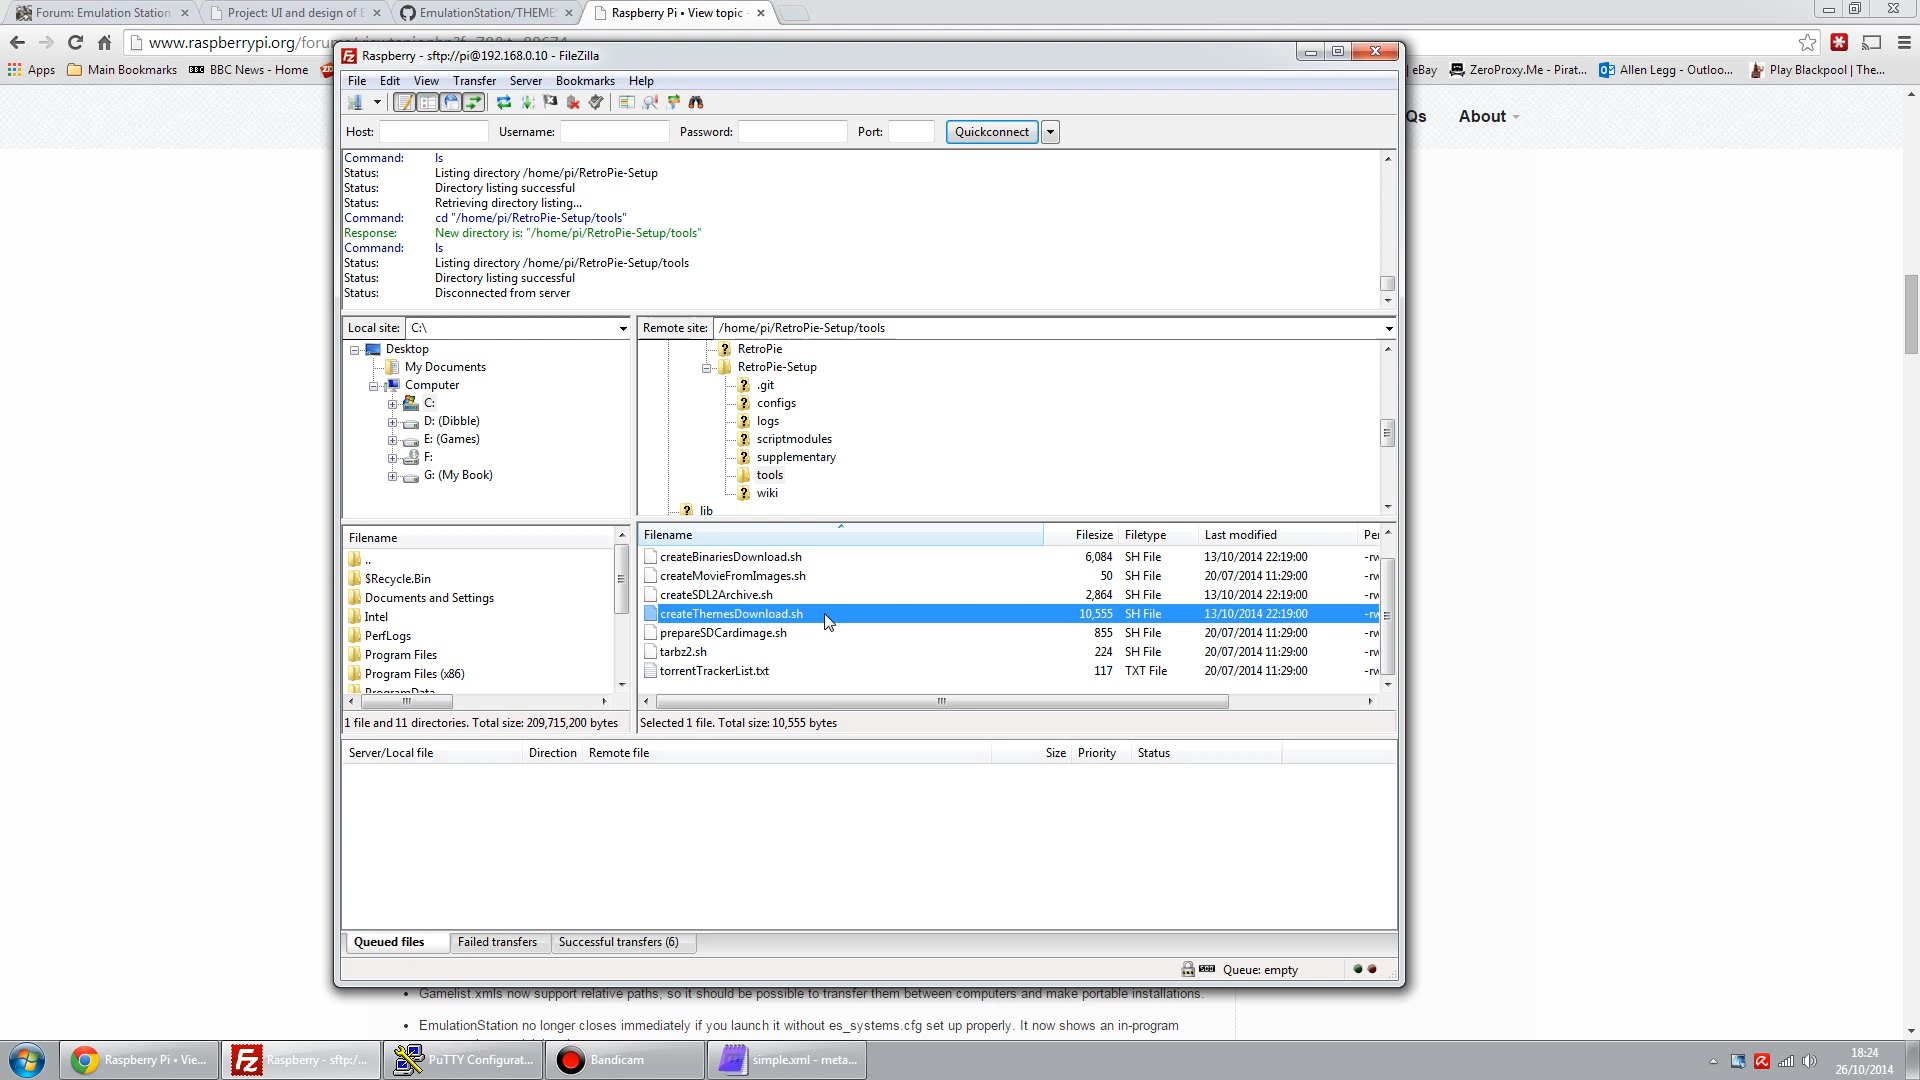 Forum: Emulation Station
Project: UI and design of E
EmulationStation/THEME
Raspberry Pi • View topic -
www.raspberrypi.org/forum
Apps
Main Bookmarks
BBC News - Home
eBay
ZeroProxy.Me - Pirat...
Allen Legg - Outloo...
Play Blackpool | The...
Qs
About
Raspberry - sftp://pi@192.168.0.10 - FileZilla
File Edit View Transfer Server Bookmarks Help
Host: Username: Password: Port: Quickconnect
Command: ls
Status: Listing directory /home/pi/RetroPie-Setup
Status: Directory listing successful
Status: Retrieving directory listing...
Command: cd "/home/pi/RetroPie-Setup/tools"
Response: New directory is: "/home/pi/RetroPie-Setup/tools"
Command: ls
Status: Listing directory /home/pi/RetroPie-Setup/tools
Status: Directory listing successful
Status: Disconnected from server
Local site: C:\
Desktop
My Documents
Computer
C:
D: (Dibble)
E: (Games)
F:
G: (My Book)
Remote site: /home/pi/RetroPie-Setup/tools
RetroPie
RetroPie-Setup
.git
configs
logs
scriptmodules
supplementary
tools
wiki
lib
Filename
..
$Recycle.Bin
Documents and Settings
Intel
PerfLogs
Program Files
Program Files (x86)
ProgramData
1 file and 11 directories. Total size: 209,715,200 bytes
Filename Filesize Filetype Last modified Per
createBinariesDownload.sh 6,084 SH File 13/10/2014 22:19:00 -rw
createMovieFromImages.sh 50 SH File 20/07/2014 11:29:00 -rw
createSDL2Archive.sh 2,864 SH File 13/10/2014 22:19:00 -rw
createThemesDownload.sh 10,555 SH File 13/10/2014 22:19:00 -rw
prepareSDCardimage.sh 855 SH File 20/07/2014 11:29:00 -rw
tarbz2.sh 224 SH File 20/07/2014 11:29:00 -rw
torrentTrackerList.txt 117 TXT File 20/07/2014 11:29:00 -rw
Selected 1 file. Total size: 10,555 bytes
Server/Local file Direction Remote file Size Priority Status
Queued files Failed transfers Successful transfers (6)
Queue: empty
• Gamelist.xmls now support relative paths, so it should be possible to transfer them between computers and make portable installations.
• EmulationStation no longer closes immediately if you launch it without es_systems.cfg set up properly. It now shows an in-program
Raspberry Pi • Vie...
Raspberry - sftp:/...
PuTTY Configurat...
Bandicam
simple.xml - meta...
18:24
26/10/2014